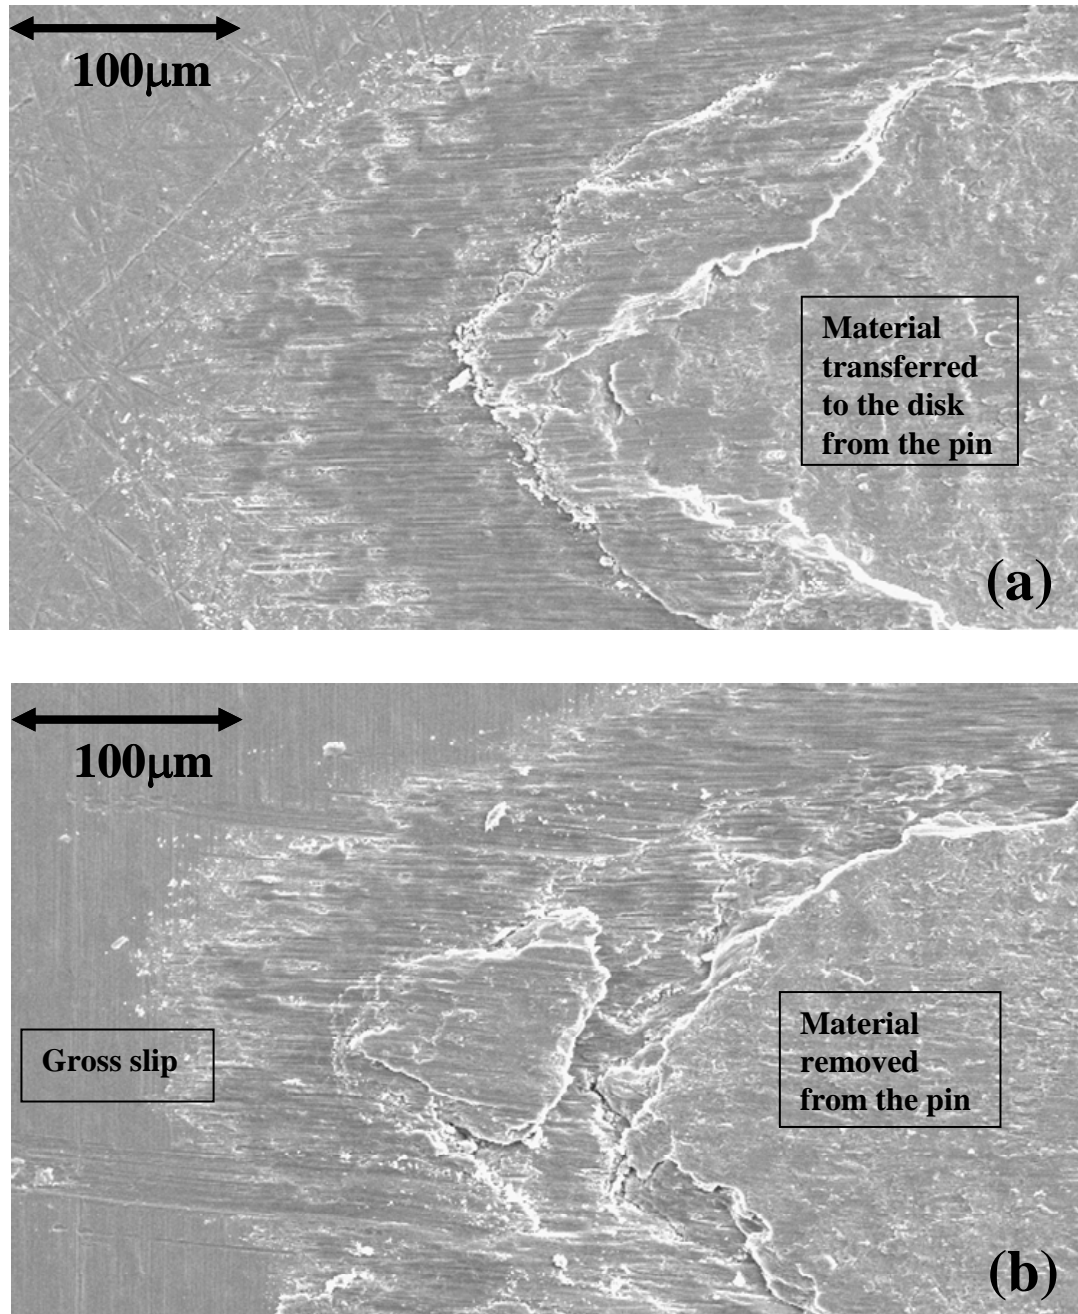 100μm
Material
transferred
to the disk
from the pin
(a)
100μm
Gross slip
Material
removed
from the pin
(b)